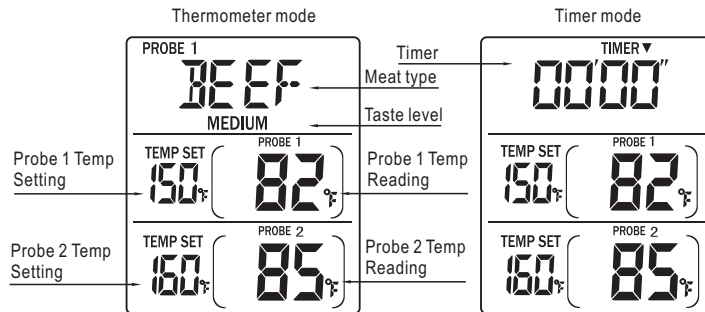 Thermometer mode
Timer mode
PROBE 1
BEEF
MEDIUM
TEMP SET
150°F
PROBE 1
82°F
TEMP SET
160°F
PROBE 2
85°F
Probe 1 Temp
Setting
Probe 2 Temp
Setting
Timer
Meat type
Taste level
Probe 1 Temp
Reading
Probe 2 Temp
Reading
TIMER▼
00'00"
TEMP SET
150°F
PROBE 1
82°F
TEMP SET
160°F
PROBE 2
85°F